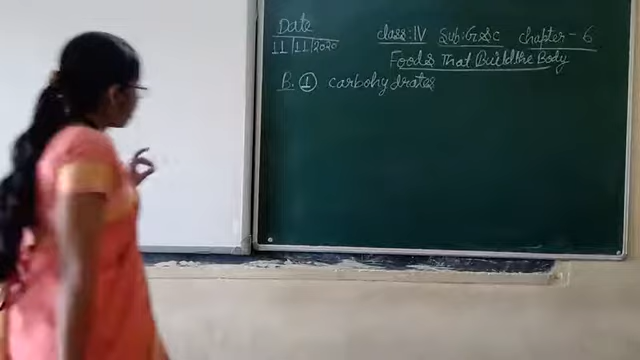 Date
11/11/2020
Class: IV Sub: G.Sc Chapter - 6
Foods That Build the Body
B. ① carbohydrates